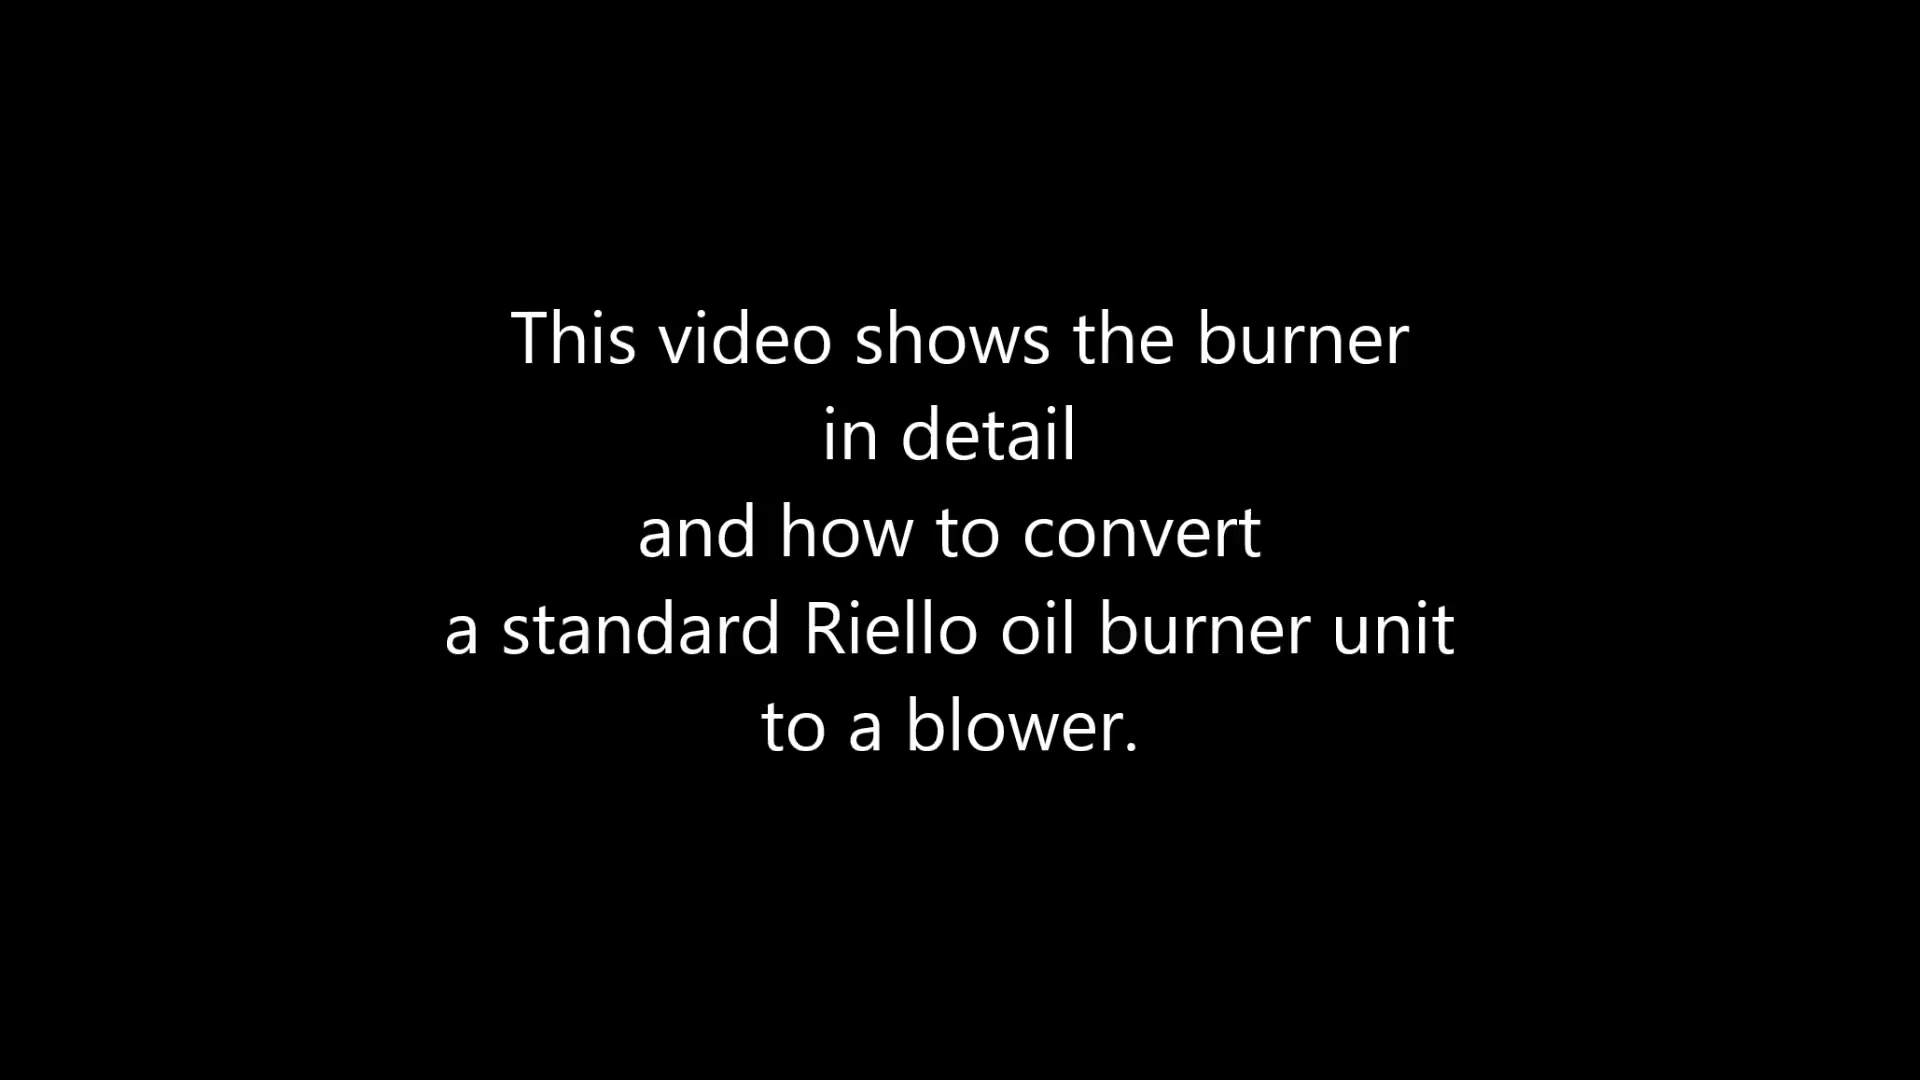 This video shows the burner
in detail
and how to convert
a standard Riello oil burner unit
to a blower.